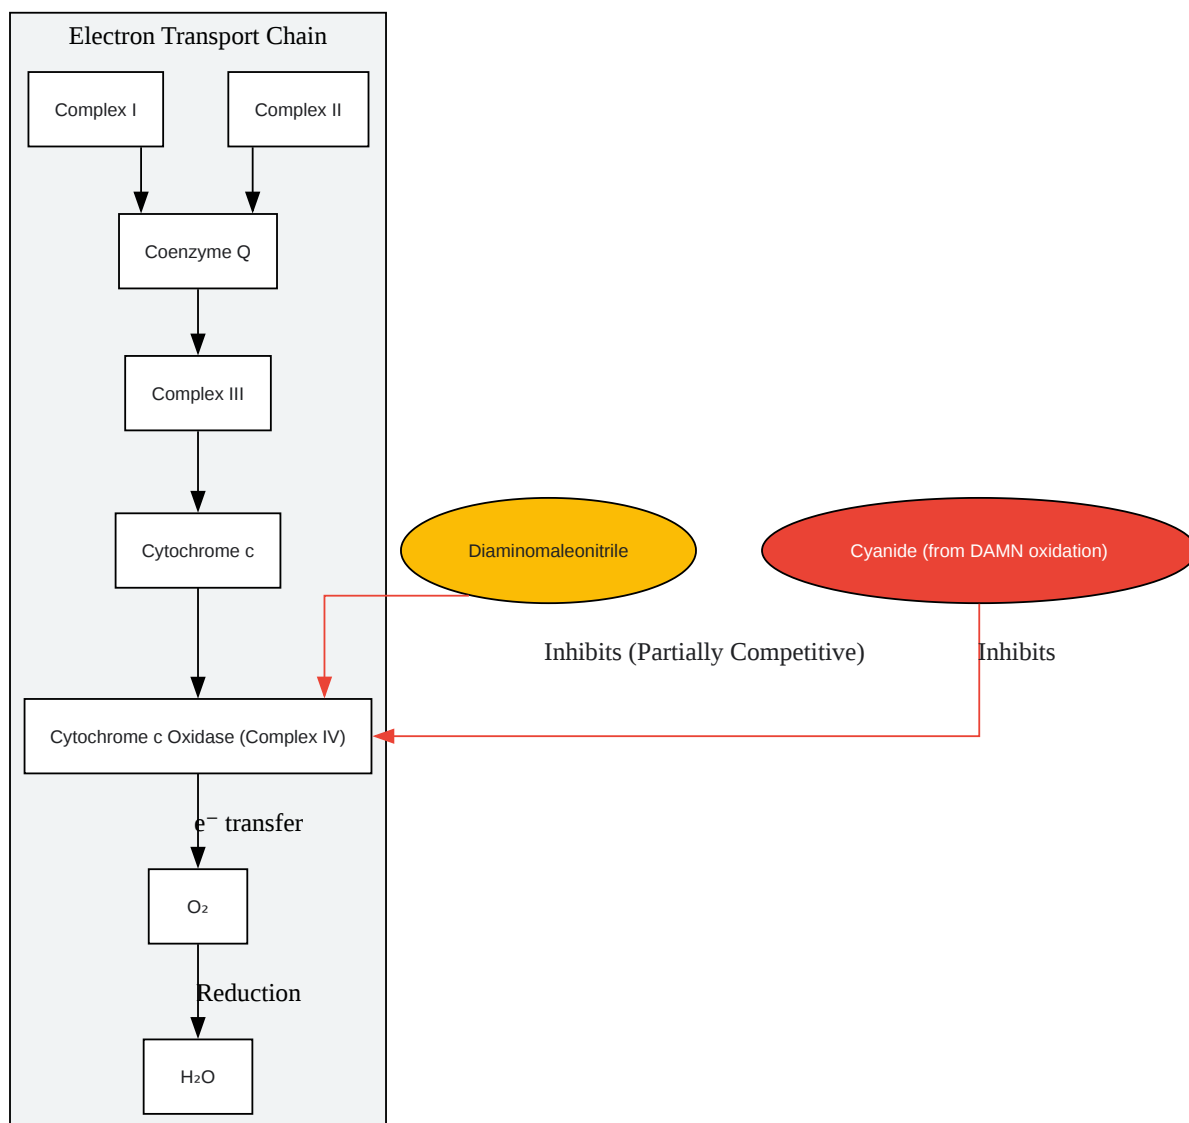 Electron Transport Chain
Complex I
Complex II
Coenzyme Q
Complex III
Cytochrome c
Diaminomaleonitrile
Cyanide (from DAMN oxidation)
Inhibits (Partially Competitive)
Inhibits
Cytochrome c Oxidase (Complex IV)
e⁻ transfer
O₂
Reduction
H₂O